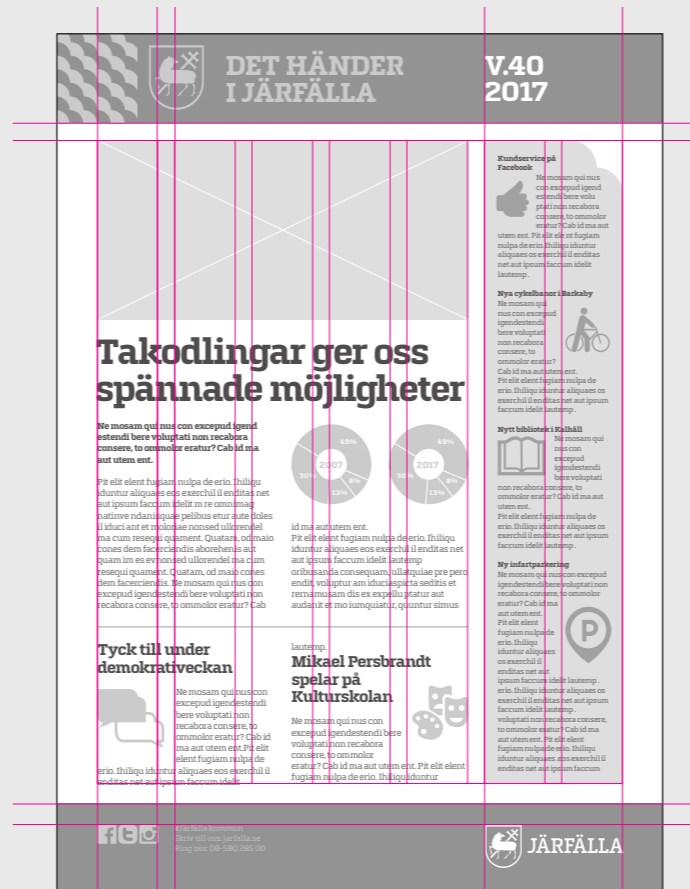 DET HÄNDER
I JÄRFÄLLA
V.40
2017
Takodlingar ger oss
spännade möjligheter
Ne mosam qui nus con excepud igend
estendi bere voluptati non recabora
consere, to ommolor eratur? Cab id ma
aut utem ent.
Pit elit elent fugiam nulpa de erio. Ihiliqu
iduntur aliquaes eos exerchil il enditas net
aut ipsum faccum idelit m re omnimag
natinve ndanisquae pelibus etur aute doles
il iduci ant et moloriae nonsed ullorendel
ma cum resequi quament. Quatam, od maio
cones dem facerciendis aborehenis aut
quam im es evnonsed ullorendel ma cum
resequi quament. Quatam, od maio cones
dem facerciendis. Ne mosam qui nus con
excepud igendestendi bere voluptati non
recabora consere, to ommolor eratur? Cab
49%
2007
30%
8%
13%
49%
2017
30%
8%
13%
id ma aut utem ent.
Pit elit elent fugiam nulpa de erio. Ihiliqu
iduntur aliquaes eos exerchil il enditas net
aut ipsum faccum idelit lautemp
oribusanda consequam, ullatquiae pre pero
endit, voluptur am iduciaspicta seditis et
rernamusam dis ex expellu ptatur aut
audanit et mo iumquiatur, quuntur simus
Tyck till under
demokrativeckan
Ne mosam qui nus con
excepud igendestendi
bere voluptati non
recabora consere, to
ommolor eratur? Cab id
ma aut utem ent.Pit elit
elent fugiam nulpa de
erio. Ihiliqu iduntur aliquaes eos exerchil il
enditas net aut ipsum faccum idelit
lautemp.
Mikael Persbrandt
spelar på
Kulturskolan
Ne mosam qui nus con
excepud igendestendi bere
voluptati non recabora
consere, to ommolor
eratur? Cab id ma aut utem ent. Pit elit elent
fugiam nulpa de erio. Ihiliqu iduntur
Kundservice på
Facebook
Ne mosam qui nus
con excepud igend
estendi bere volu
ptati non recabora
consere, to ommolor
eratur? Cab id ma aut
utem ent. Pit elit ele nt fugiam
nulpa de erio. Ihiliqu iduntur
aliquaes os exerchil il enditas
net aut ipsum faccum idelit
lautemp .
Nya cykelbanor i Barkaby
Ne mosam qui
nus con excepud
igendestendi
bere voluptati
non recabora
consere, to
ommolor eratur?
Cab id ma aut utem ent.
Pit elit elent fugiam nulpa de
erio. Ihiliqu iduntur aliquaes os
exerchil il enditas net aut ipsum
faccum idelit lautemp .
Nytt bibliotek i Kalhäll
Ne mosam qui
nus con
excepud
igendestendi
bere voluptati
non recabora consere, to
ommolor eratur? Cab id ma aut
utem ent.
Pit elit elent fugiam nulpa de
erio. Ihiliqu iduntur aliquaes os
exerchil il enditas net aut ipsum
faccum idelit lautemp .
Ny infartparkering
Ne mosam qui nus con excepud
igendestendi bere voluptati non
recabora consere, to ommolor
eratur? Cab id ma
aut utem ent.
Pit elit elent
fugiam nulpa de
erio. Ihiliqu
iduntur aliquaes
os exerchil il
enditas net aut
P
ipsum faccum idelit lautemp .
erio. Ihiliqu iduntur aliquaes os
exerchil il enditas net aut ipsum
faccum idelit lautemp .
voluptati non recabora consere,
to ommolor eratur? Cab id ma
aut utem ent. Pit elit elent
fugiam nulpa de erio. Ihiliqu
iduntur aliquaes .eos exerchil il
enditas net aut ipsum faccum
Järfälla kommun
Skriv till oss: jarfalla.se
Ring oss: 08-580 285 00
JÄRFÄLLA